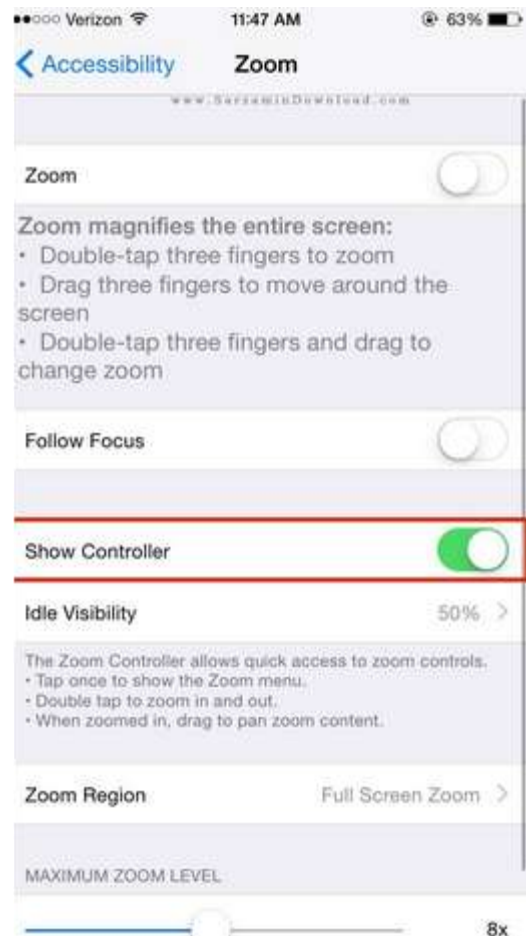 Verizon 11:47 AM 63%
Accessibility Zoom
www.SarzaminDownload.com
Zoom
Zoom magnifies the entire screen:
• Double-tap three fingers to zoom
• Drag three fingers to move around the
screen
• Double-tap three fingers and drag to
change zoom
Follow Focus
Show Controller
Idle Visibility 50%
The Zoom Controller allows quick access to zoom controls.
• Tap once to show the Zoom menu.
• Double tap to zoom in and out.
• When zoomed in, drag to pan zoom content.
Zoom Region Full Screen Zoom
MAXIMUM ZOOM LEVEL
8x